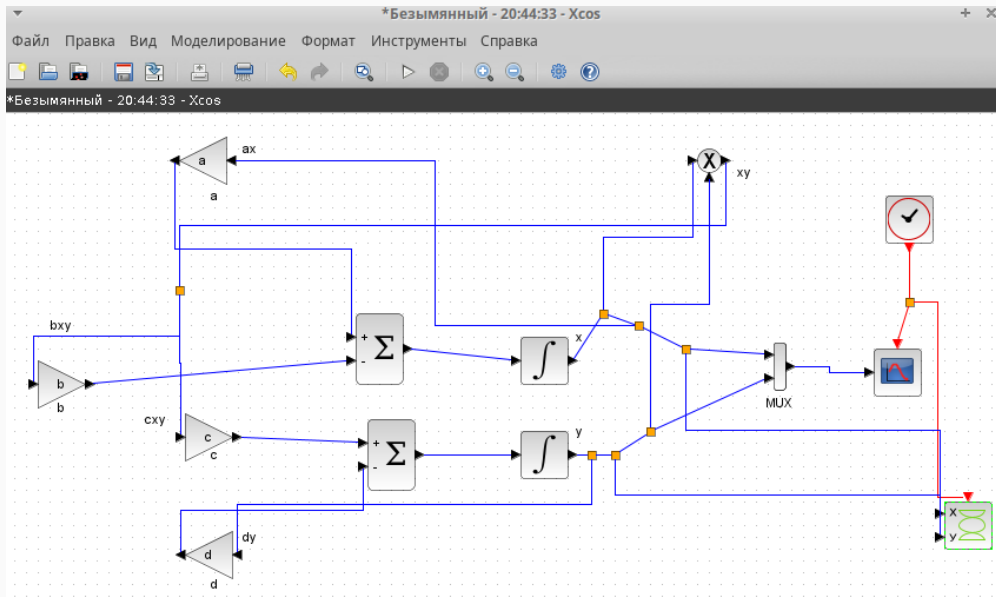 *Безымянный - 20:44:33 - Xcos
Файл Правка Вид Моделирование Формат Инструменты Справка
*Безымянный - 20:44:33 - Xcos
a
ax
a
X
xy
bxy
b
b
+
-
Σ
∫
x
MUX
cxy
c
c
+
-
Σ
∫
y
d
dy
d
X
y